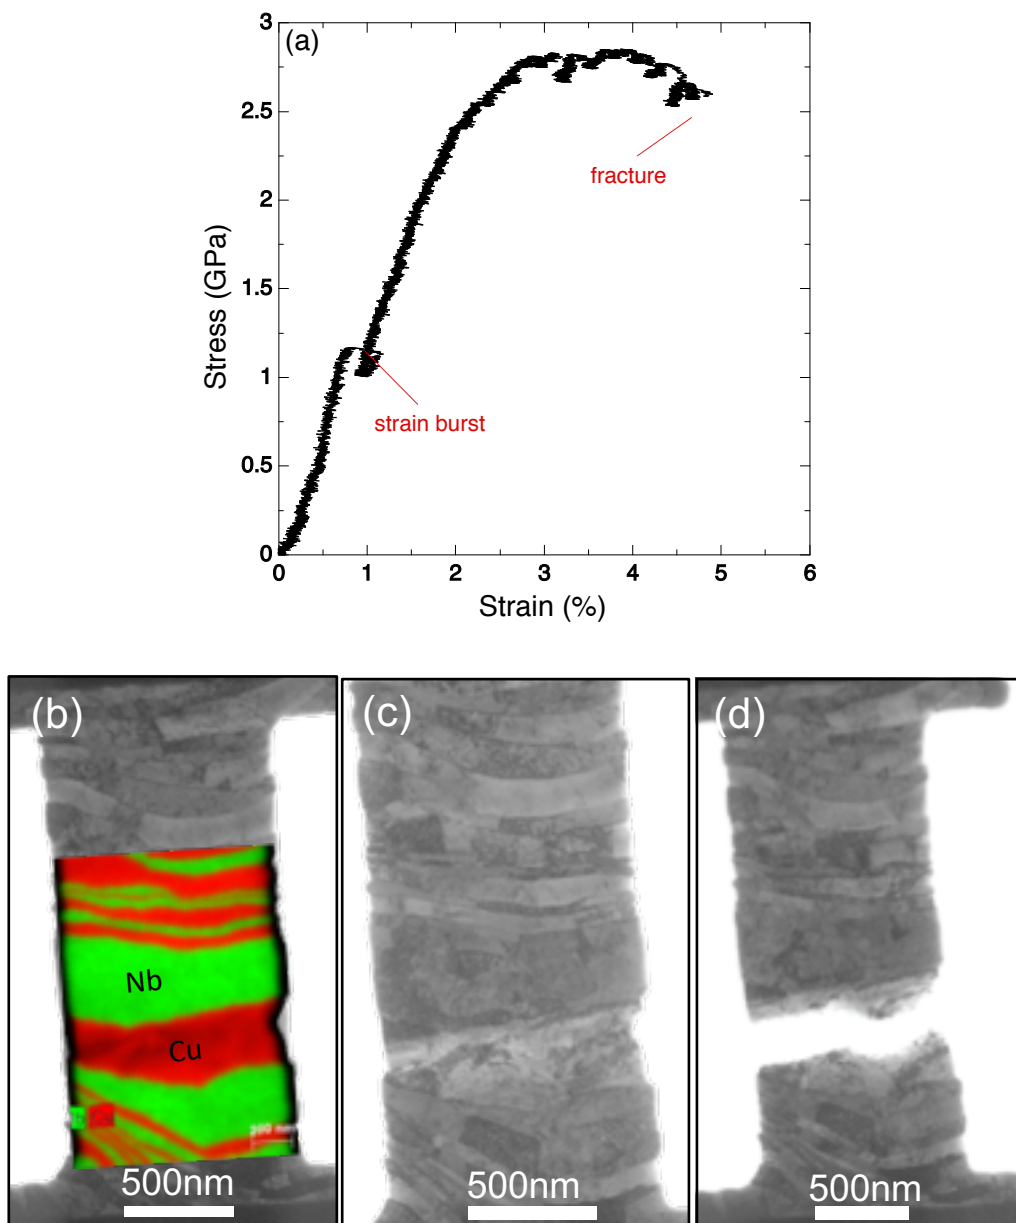 (a)
3
2.5
2
1.5
1
0.5
0
Stress (GPa)
fracture
strain burst
0 1 2 3 4 5 6
Strain (%)
(b) (c) (d)
Nb
Cu
500nm 500nm 500nm